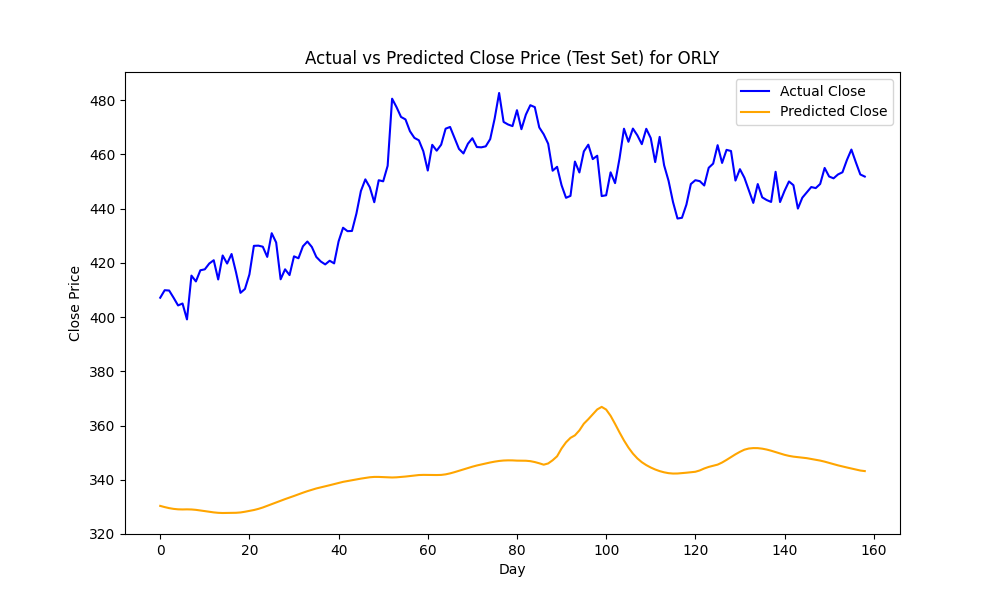 Actual vs Predicted Close Price (Test Set) for ORLY
Actual Close
Predicted Close
Close Price
480
460
440
420
400
380
360
340
320
0 20 40 60 80 100 120 140 160
Day